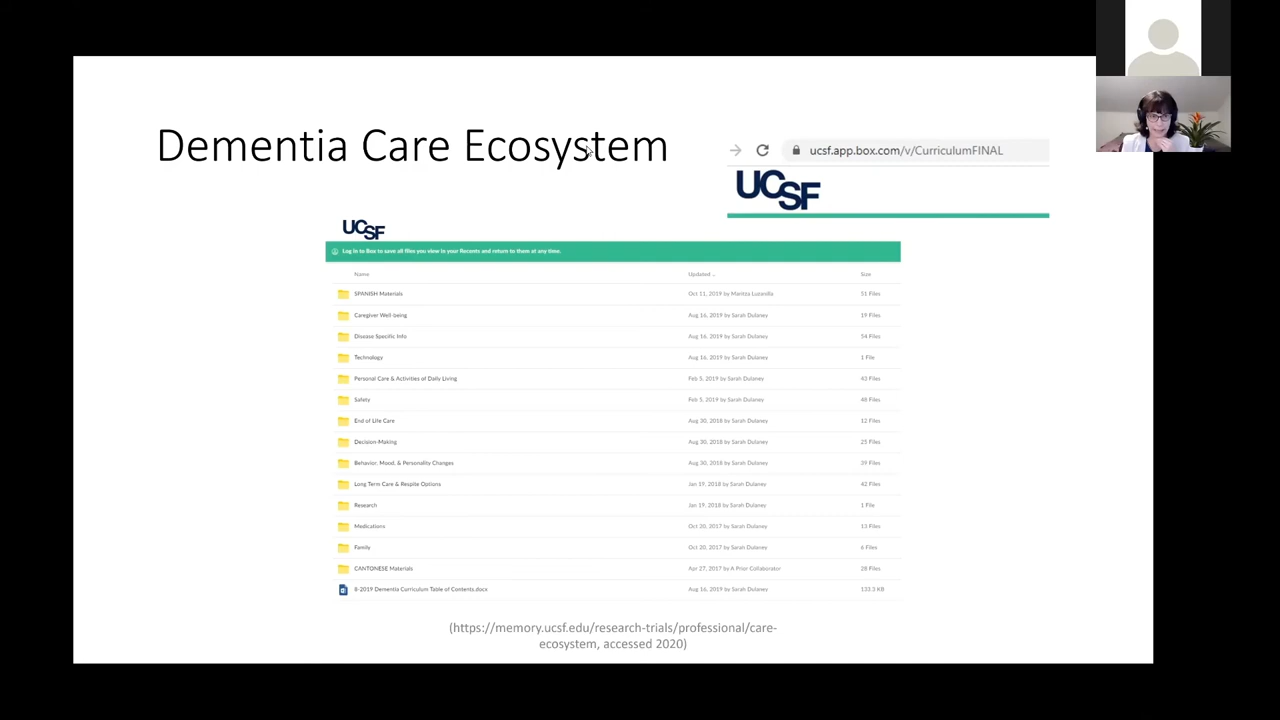 Dementia Care Ecosystem
ucsf.app.box.com/v/CurriculumFINAL
UCSF
UCSF
Log in to Box to save all files you view in your Recents and return to them at any time.
Name Updated Size
SPANISH Materials Oct 11, 2019 by Maritza Luzanilla 51 Files
Caregiver Well-being Aug 16, 2019 by Sarah Dulaney 19 Files
Disease Specific Info Aug 16, 2019 by Sarah Dulaney 54 Files
Technology Aug 16, 2019 by Sarah Dulaney 1 File
Personal Care & Activities of Daily Living Feb 5, 2019 by Sarah Dulaney 43 Files
Safety Feb 5, 2019 by Sarah Dulaney 48 Files
End of Life Care Aug 30, 2018 by Sarah Dulaney 12 Files
Decision-Making Aug 30, 2018 by Sarah Dulaney 25 Files
Behavior, Mood, & Personality Changes Aug 30, 2018 by Sarah Dulaney 39 Files
Long Term Care & Respite Options Jan 19, 2018 by Sarah Dulaney 42 Files
Research Jan 19, 2018 by Sarah Dulaney 1 File
Medications Oct 20, 2017 by Sarah Dulaney 13 Files
Family Oct 20, 2017 by Sarah Dulaney 6 Files
CANTONESE Materials Apr 27, 2017 by A Prior Collaborator 28 Files
8-2019 Dementia Curriculum Table of Contents.docx Aug 16, 2019 by Sarah Dulaney 133.3 KB
(https://memory.ucsf.edu/research-trials/professional/care-
ecosystem, accessed 2020)